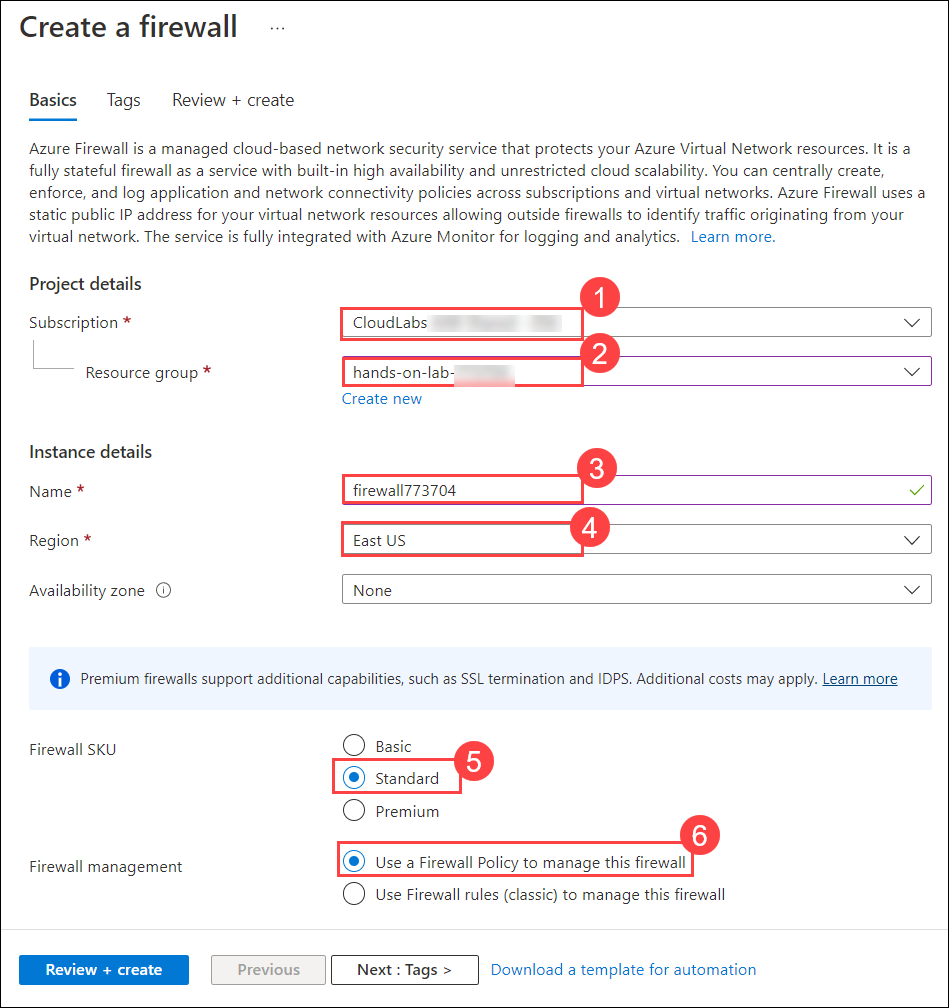 Create a firewall ...
Basics Tags Review + create
Azure Firewall is a managed cloud-based network security service that protects your Azure Virtual Network resources. It is a
fully stateful firewall as a service with built-in high availability and unrestricted cloud scalability. You can centrally create,
enforce, and log application and network connectivity policies across subscriptions and virtual networks. Azure Firewall uses a
static public IP address for your virtual network resources allowing outside firewalls to identify traffic originating from your
virtual network. The service is fully integrated with Azure Monitor for logging and analytics. Learn more.
Project details
1
Subscription * CloudLabs
2
Resource group * hands-on-lab-
Create new
Instance details
3
Name * firewall773704
4
Region * East US
Availability zone None
Premium firewalls support additional capabilities, such as SSL termination and IDPS. Additional costs may apply. Learn more
Firewall SKU Basic
5
Standard
Premium
6
Firewall management Use a Firewall Policy to manage this firewall
Use Firewall rules (classic) to manage this firewall
Review + create Previous Next : Tags > Download a template for automation